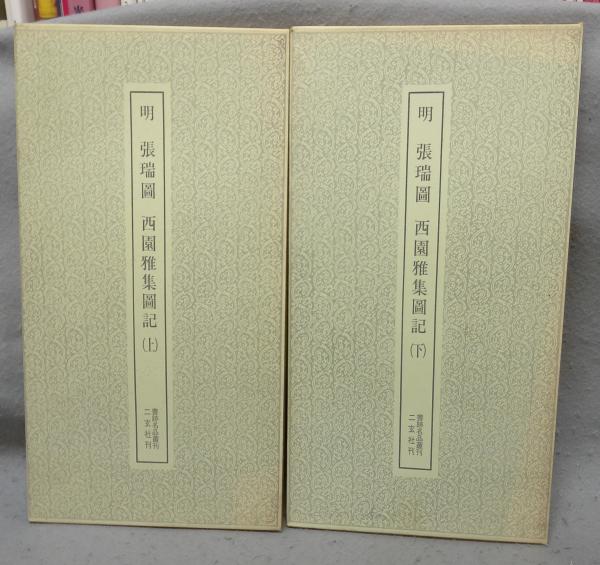 明 張瑞圖 西園雅集圖記(上)
書跡名品叢刊
二玄社刊
明 張瑞圖 西園雅集圖記(下)
書跡名品叢刊
二玄社刊